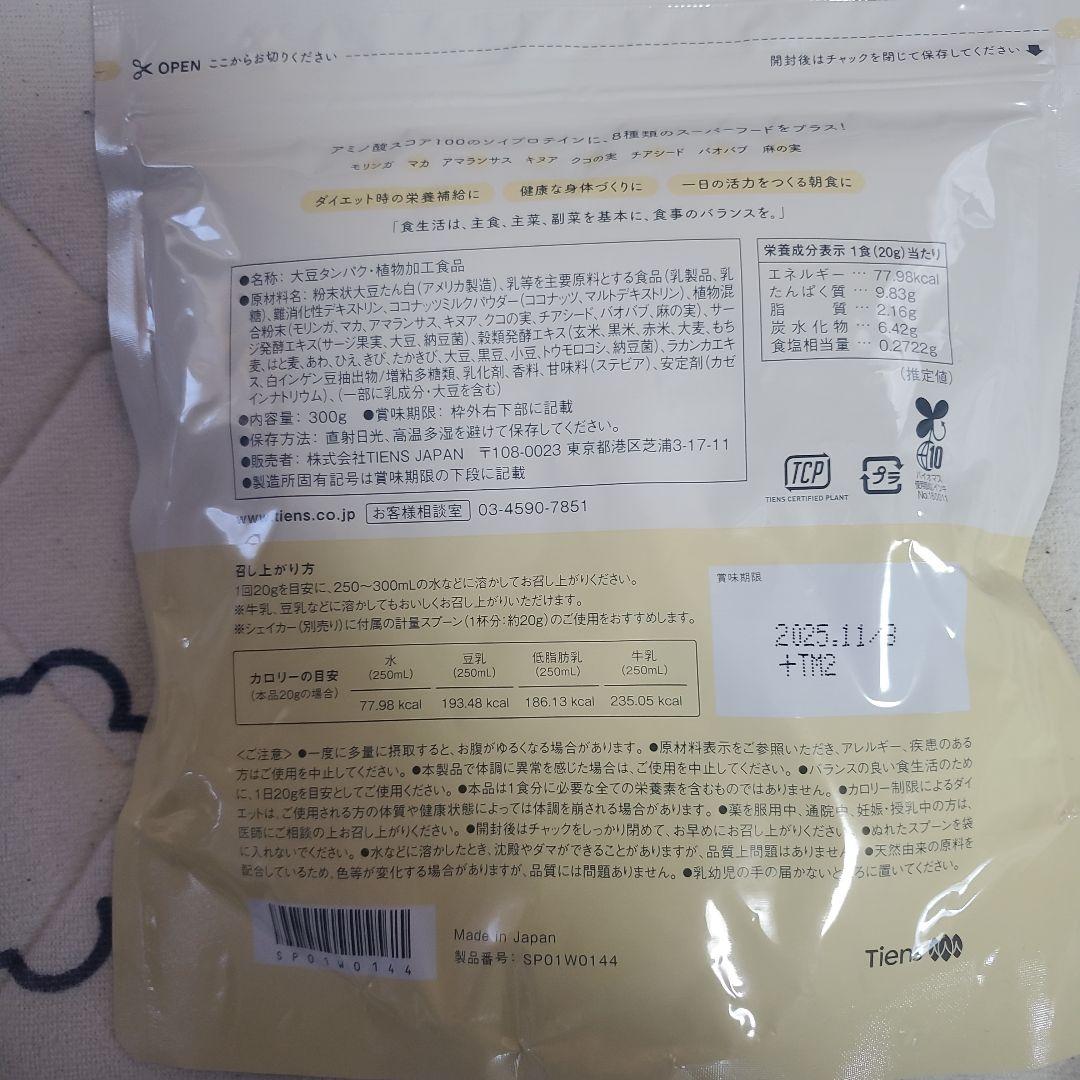 OPEN ここからお切りください
開封後はチャックを閉じて保存してください
アミノ酸スコア100のソイプロテインに、8種類のスーパーフードをプラス!
モリンガ マカ アマランサス キヌア クコの実 チアシード バオバブ 麻の実
ダイエット時の栄養補給に 健康な身体づくりに 一日の活力をつくる朝食に
「食生活は、主食、主菜、副菜を基本に、食事のバランスを。」
●名称: 大豆タンパク・植物加工食品
●原材料名: 粉末状大豆たん白(アメリカ製造)、乳等を主要原料とする食品(乳製品、乳
糖)、難消化性デキストリン、ココナッツミルクパウダー(ココナッツ、マルトデキストリン)、植物混
合粉末(モリンガ、マカ、アマランサス、キヌア、クコの実、チアシード、バオバブ、麻の実)、サー
ジ発酵エキス(サージ果実、大豆、納豆菌)、穀類発酵エキス(玄米、黒米、赤米、大麦、もち
麦、はと麦、あわ、ひえ、きび、たかきび、大豆、黒豆、小豆、トウモロコシ、納豆菌)、ラカンカエキ
ス、白インゲン豆抽出物/増粘多糖類、乳化剤、香料、甘味料(ステビア)、安定剤(カゼ
インナトリウム)、(一部に乳成分・大豆を含む)
●内容量: 300g ●賞味期限: 枠外右下部に記載
●保存方法: 直射日光、高温多湿を避けて保存してください。
●販売者: 株式会社TIENS JAPAN 〒108-0023 東京都港区芝浦3-17-11
●製造所固有記号は賞味期限の下段に記載
栄養成分表示 1食(20g)当たり
エネルギー … 77.98kcal
たんぱく質 … 9.83g
脂質 … 2.16g
炭水化物 … 6.42g
食塩相当量 … 0.2722g
(推定値)
TCP
TIENS CERTIFIED PLANT
プラ
10
バイオマス
No.160011
www.tiens.co.jp お客様相談室 03-4590-7851
召し上がり方
1回20gを目安に、250〜300mLの水などに溶かしてお召し上がりください。
※牛乳、豆乳などに溶かしてもおいしくお召し上がりいただけます。
※シェイカー(別売り)に付属の計量スプーン(1杯分:約20g)のご使用をおすすめします。
カロリーの目安
(本品20gの場合)
水 豆乳 低脂肪乳 牛乳
(250mL) (250mL) (250mL) (250mL)
77.98 kcal 193.48 kcal 186.13 kcal 235.05 kcal
賞味期限
2025.11/
+TM2
<ご注意> ●一度に多量に摂取すると、お腹がゆるくなる場合があります。 ●原材料表示をご参照いただき、アレルギー、疾患のある
方はご使用を中止してください。 ●本製品で体調に異常を感じた場合は、ご使用を中止してください。 ●バランスの良い食生活のため
に、1日20gを目安としてご使用ください。 ●本品は1食分に必要な全ての栄養素を含むものではありません。 ●カロリー制限によるダイ
エットは、ご使用される方の体質や健康状態によっては体調を崩される場合があります。 ●薬を服用中、通院中、妊娠・授乳中の方は、
医師にご相談の上お召し上がりください。 ●開封後はチャックをしっかり閉めて、お早めにお召し上がりください。 ●ぬれたスプーンを袋
に入れないでください。 ●水などに溶かしたとき、沈殿やダマができることがありますが、品質上問題はありません。 ●天然由来の原料を
配合しているため、色等が変化する場合がありますが、品質には問題ありません。 ●乳幼児の手の届かないところに置いてください。
SP01W0144
Made in Japan
製品番号: SP01W0144
Tiens